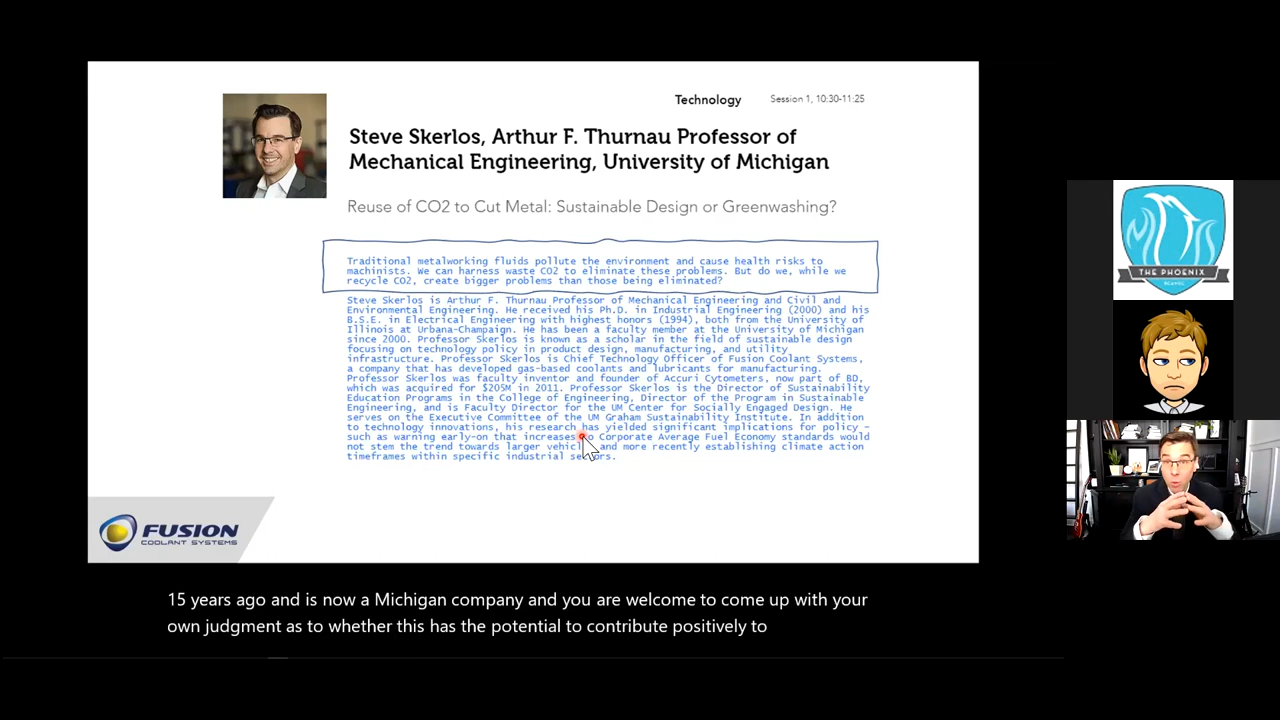 Technology Session 1, 10:30-11:25
Steve Skerlos, Arthur F. Thurnau Professor of
Mechanical Engineering, University of Michigan
Reuse of CO2 to Cut Metal: Sustainable Design or Greenwashing?
Traditional metalworking fluids pollute the environment and cause health risks to
machinists. We can harness waste CO2 to eliminate these problems. But do we, while we
recycle CO2, create bigger problems than those being eliminated?
Steve Skerlos is Arthur F. Thurnau Professor of Mechanical Engineering and Civil and
Environmental Engineering. He received his Ph.D. in Industrial Engineering (2000) and his
B.S.E. in Electrical Engineering with highest honors (1994), both from the University of
Illinois at Urbana-Champaign. He has been a faculty member at the University of Michigan
since 2000. Professor Skerlos is known as a scholar in the field of sustainable design
focusing on technology policy in product design, manufacturing, and utility
infrastructure. Professor Skerlos is Chief Technology Officer of Fusion Coolant Systems,
a company that has developed gas-based coolants and lubricants for manufacturing.
Professor Skerlos was faculty inventor and founder of Accuri Cytometers, now part of BD,
which was acquired for $205M in 2011. Professor Skerlos is the Director of Sustainability
Education Programs in the College of Engineering, Director of the Program in Sustainable
Engineering, and is Faculty Director for the UM Center for Socially Engaged Design. He
serves on the Executive Committee of the UM Graham Sustainability Institute. In addition
to technology innovations, his research has yielded significant implications for policy –
such as warning early-on that increases to Corporate Average Fuel Economy standards would
not stem the trend towards larger and more recently establishing climate action
timeframes within specific industrial
FUSION
COOLANT SYSTEMS
THE PHOENIX
15 years ago and is now a Michigan company and you are welcome to come up with your
own judgment as to whether this has the potential to contribute positively to